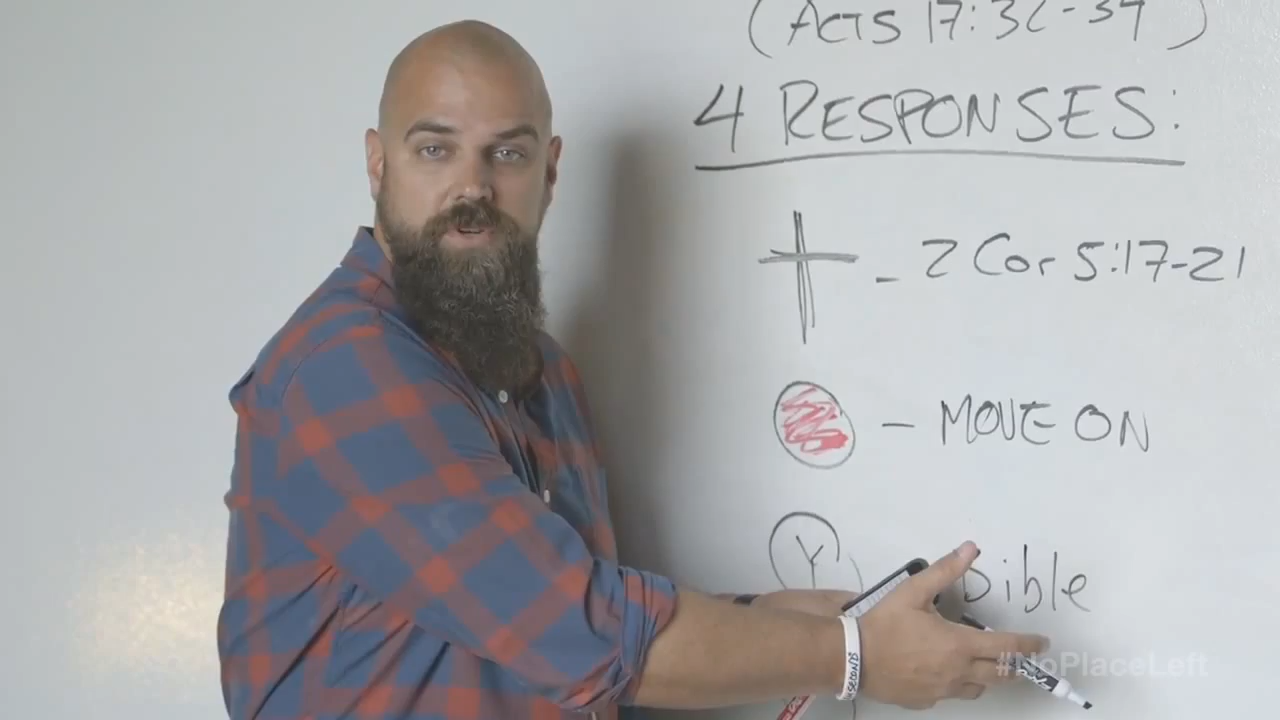 (ACTS 17:32-34)
4 RESPONSES:
- 2 Cor 5:17-21
- MOVE ON
Y
Bible
#NoPlaceLeft